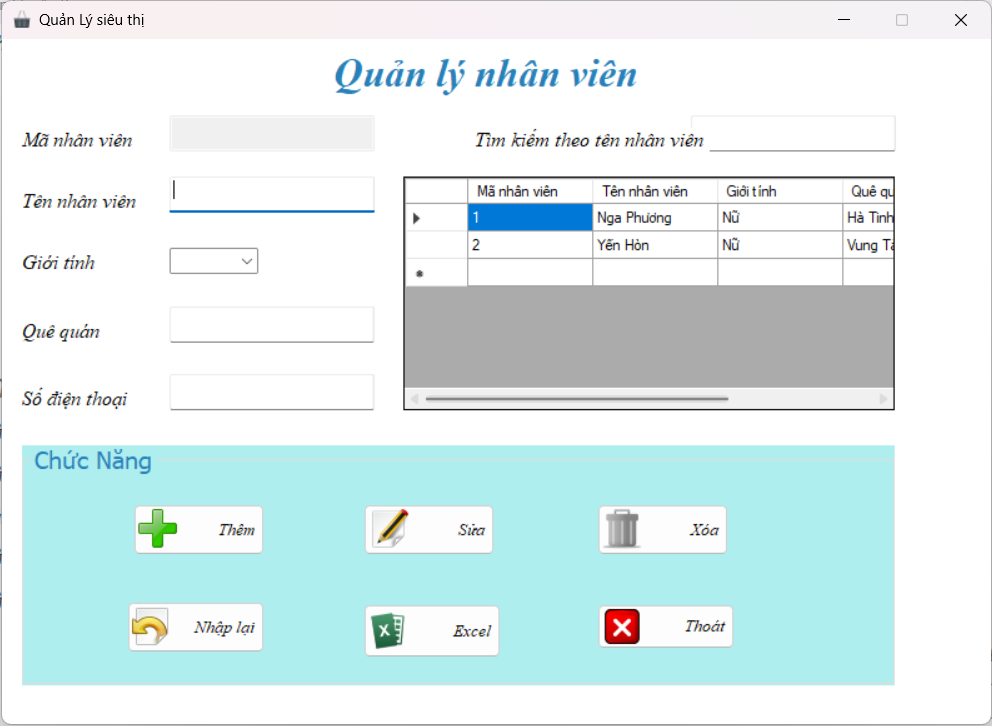 Quản Lý siêu thị
Quản lý nhân viên
Mã nhân viên
Tìm kiếm theo tên nhân viên
Tên nhân viên
Giới tính
Quê quán
Số điện thoại
Mã nhân viên Tên nhân viên Giới tính Quê qu
1 Nga Phương Nữ Hà Tinh
2 Yến Hòn Nữ Vung Ta
Chức Năng
Thêm Sửa Xóa
Nhập lại Excel Thoát